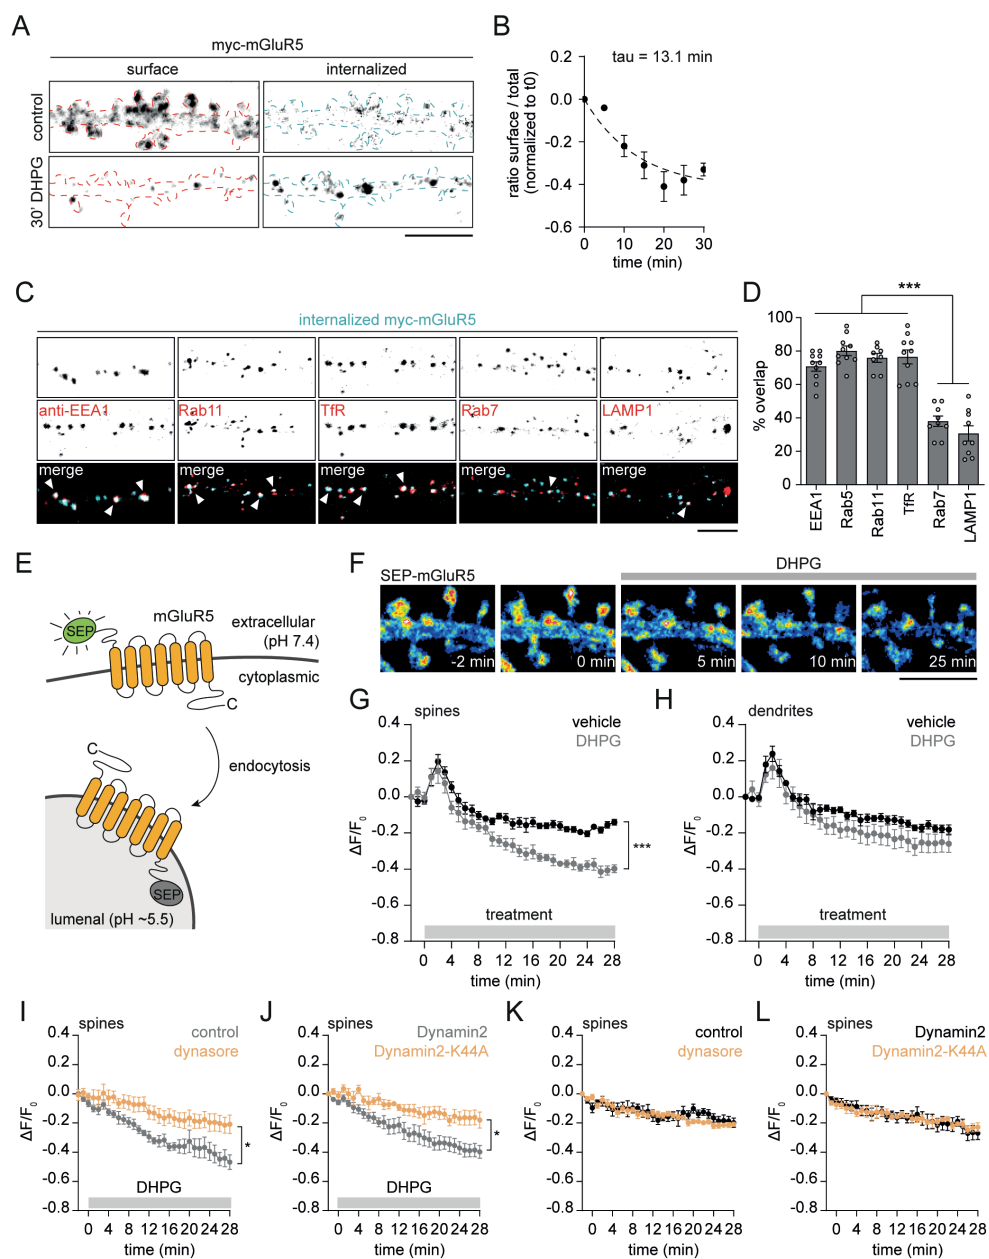 A
myc-mGluR5
surface
internalized
control
30' DHPG
B
tau = 13.1 min
ratio surface / total
(normalized to t0)
0.2
0.0
-0.2
-0.4
-0.6
0 10 20 30
time (min)
C
internalized myc-mGluR5
anti-EEA1 Rab11 TfR Rab7 LAMP1
merge merge merge merge merge
D
***
% overlap
100
80
60
40
20
0
EEA1 Rab5 Rab11 TfR Rab7 LAMP1
E
SEP
mGluR5
extracellular
(pH 7.4)
cytoplasmic
C
C
endocytosis
SEP
lumenal (pH ~5.5)
F
SEP-mGluR5
DHPG
-2 min 0 min 5 min 10 min 25 min
G
spines
vehicle
DHPG
ΔF/F0
0.4
0.2
0.0
-0.2
-0.4
-0.6
-0.8
***
treatment
0 4 8 12 16 20 24 28
time (min)
H
dendrites
vehicle
DHPG
ΔF/F0
0.4
0.2
0.0
-0.2
-0.4
-0.6
-0.8
treatment
0 4 8 12 16 20 24 28
time (min)
I
spines
control
dynasore
ΔF/F0
0.4
0.2
0.0
-0.2
-0.4
-0.6
-0.8
*
DHPG
0 4 8 12 16 20 24 28
time (min)
J
spines
Dynamin2
Dynamin2-K44A
ΔF/F0
0.4
0.2
0.0
-0.2
-0.4
-0.6
-0.8
*
DHPG
0 4 8 12 16 20 24 28
time (min)
K
spines
control
dynasore
ΔF/F0
0.4
0.2
0.0
-0.2
-0.4
-0.6
-0.8
0 4 8 12 16 20 24 28
time (min)
L
spines
Dynamin2
Dynamin2-K44A
ΔF/F0
0.4
0.2
0.0
-0.2
-0.4
-0.6
-0.8
0 4 8 12 16 20 24 28
time (min)